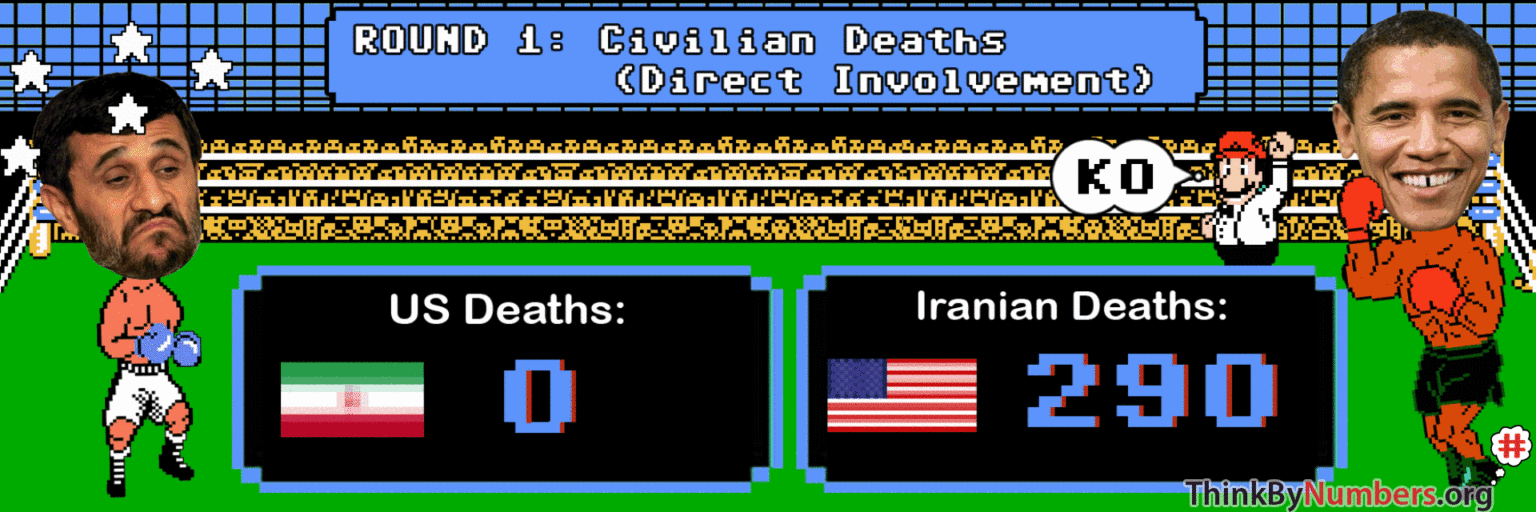 ROUND 1: Civilian Deaths
(Direct Involvement)
KO
US Deaths:
0
Iranian Deaths:
290
#
ThinkByNumbers.org